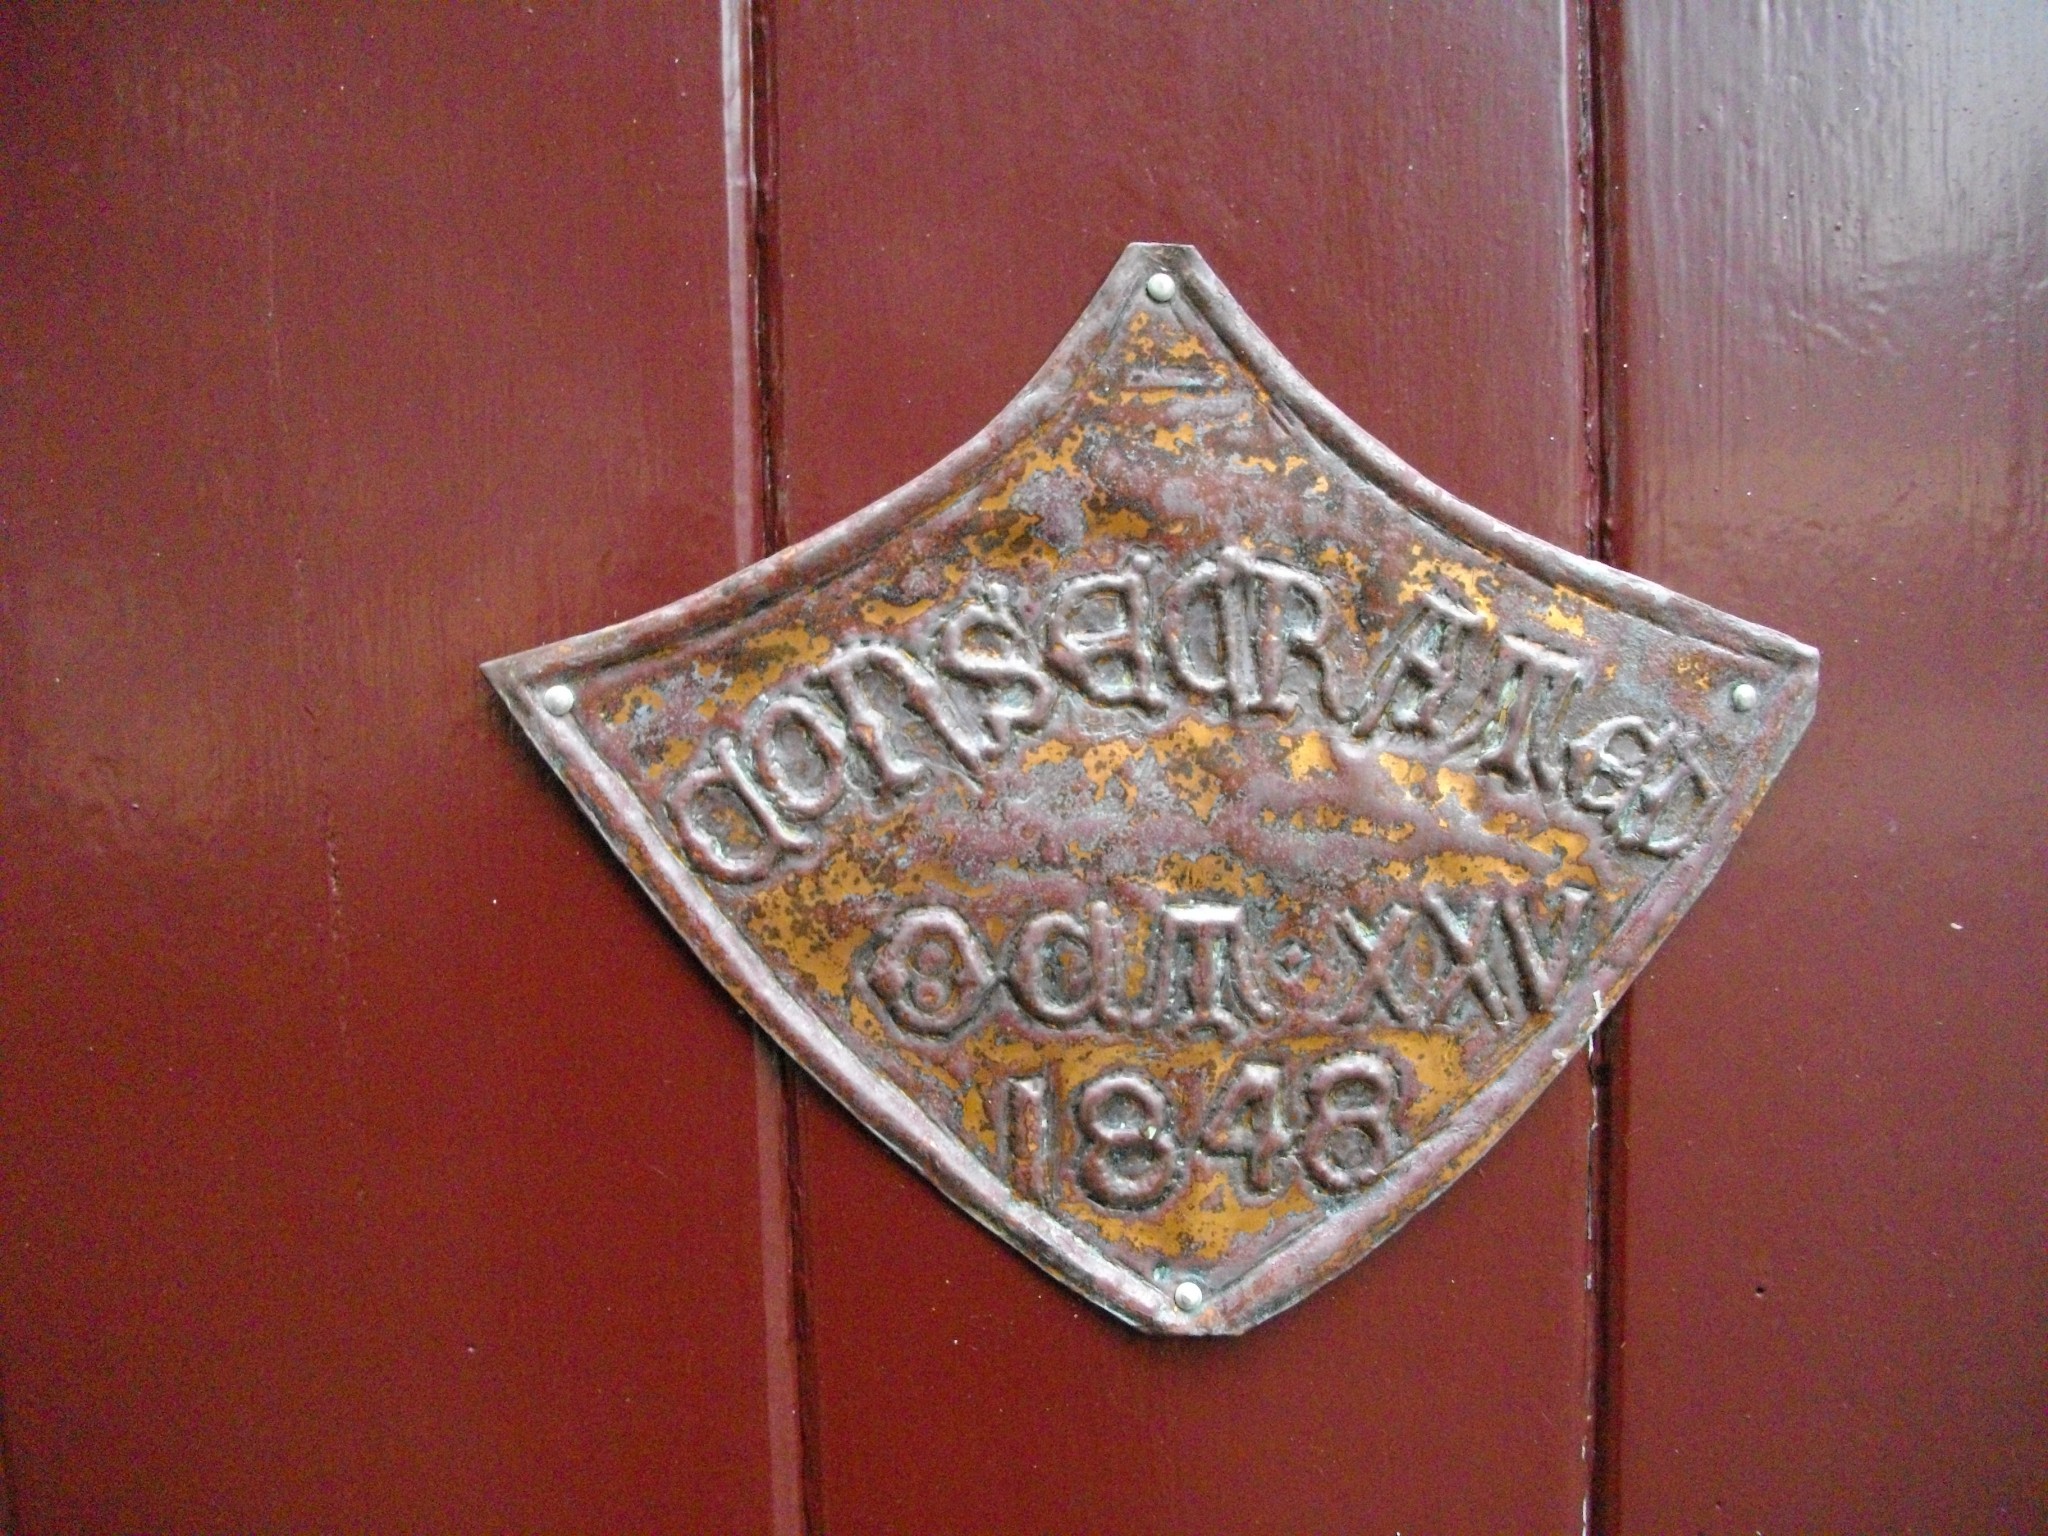 CONSECRATED
OCT · XXV
1848